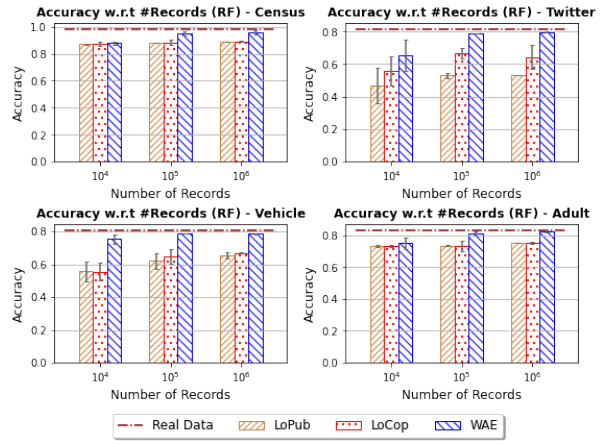 Accuracy w.r.t #Records (RF) - Census
1.0
0.8
0.6
0.4
0.2
0.0
Accuracy
10^4 10^5 10^6
Number of Records
Accuracy w.r.t #Records (RF) - Twitter
0.8
0.6
0.4
0.2
0.0
Accuracy
10^4 10^5 10^6
Number of Records
Accuracy w.r.t #Records (RF) - Vehicle
0.8
0.6
0.4
0.2
0.0
Accuracy
10^4 10^5 10^6
Number of Records
Accuracy w.r.t #Records (RF) - Adult
0.8
0.6
0.4
0.2
0.0
Accuracy
10^4 10^5 10^6
Number of Records
Real Data LoPub LoCop WAE